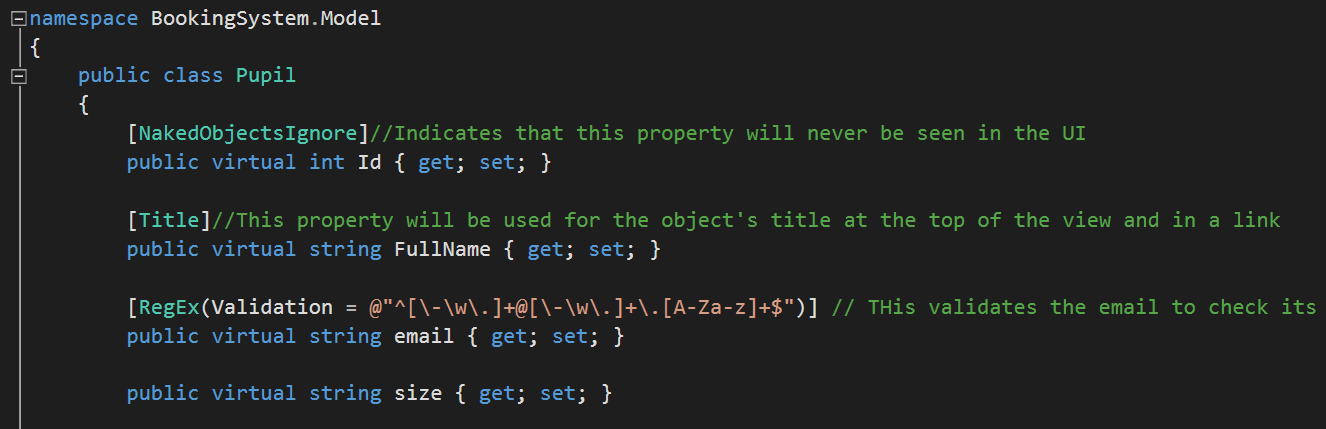 namespace BookingSystem.Model
{
public class Pupil
{
[NakedObjectsIgnore]//Indicates that this property will never be seen in the UI
public virtual int Id { get; set; }
[Title]//This property will be used for the object's title at the top of the view and in a link
public virtual string FullName { get; set; }
[RegEx(Validation = @"^[\-\w\.]+@[\-\w\.]+\.[A-Za-z]+$")] // THis validates the email to check its
public virtual string email { get; set; }
public virtual string size { get; set; }